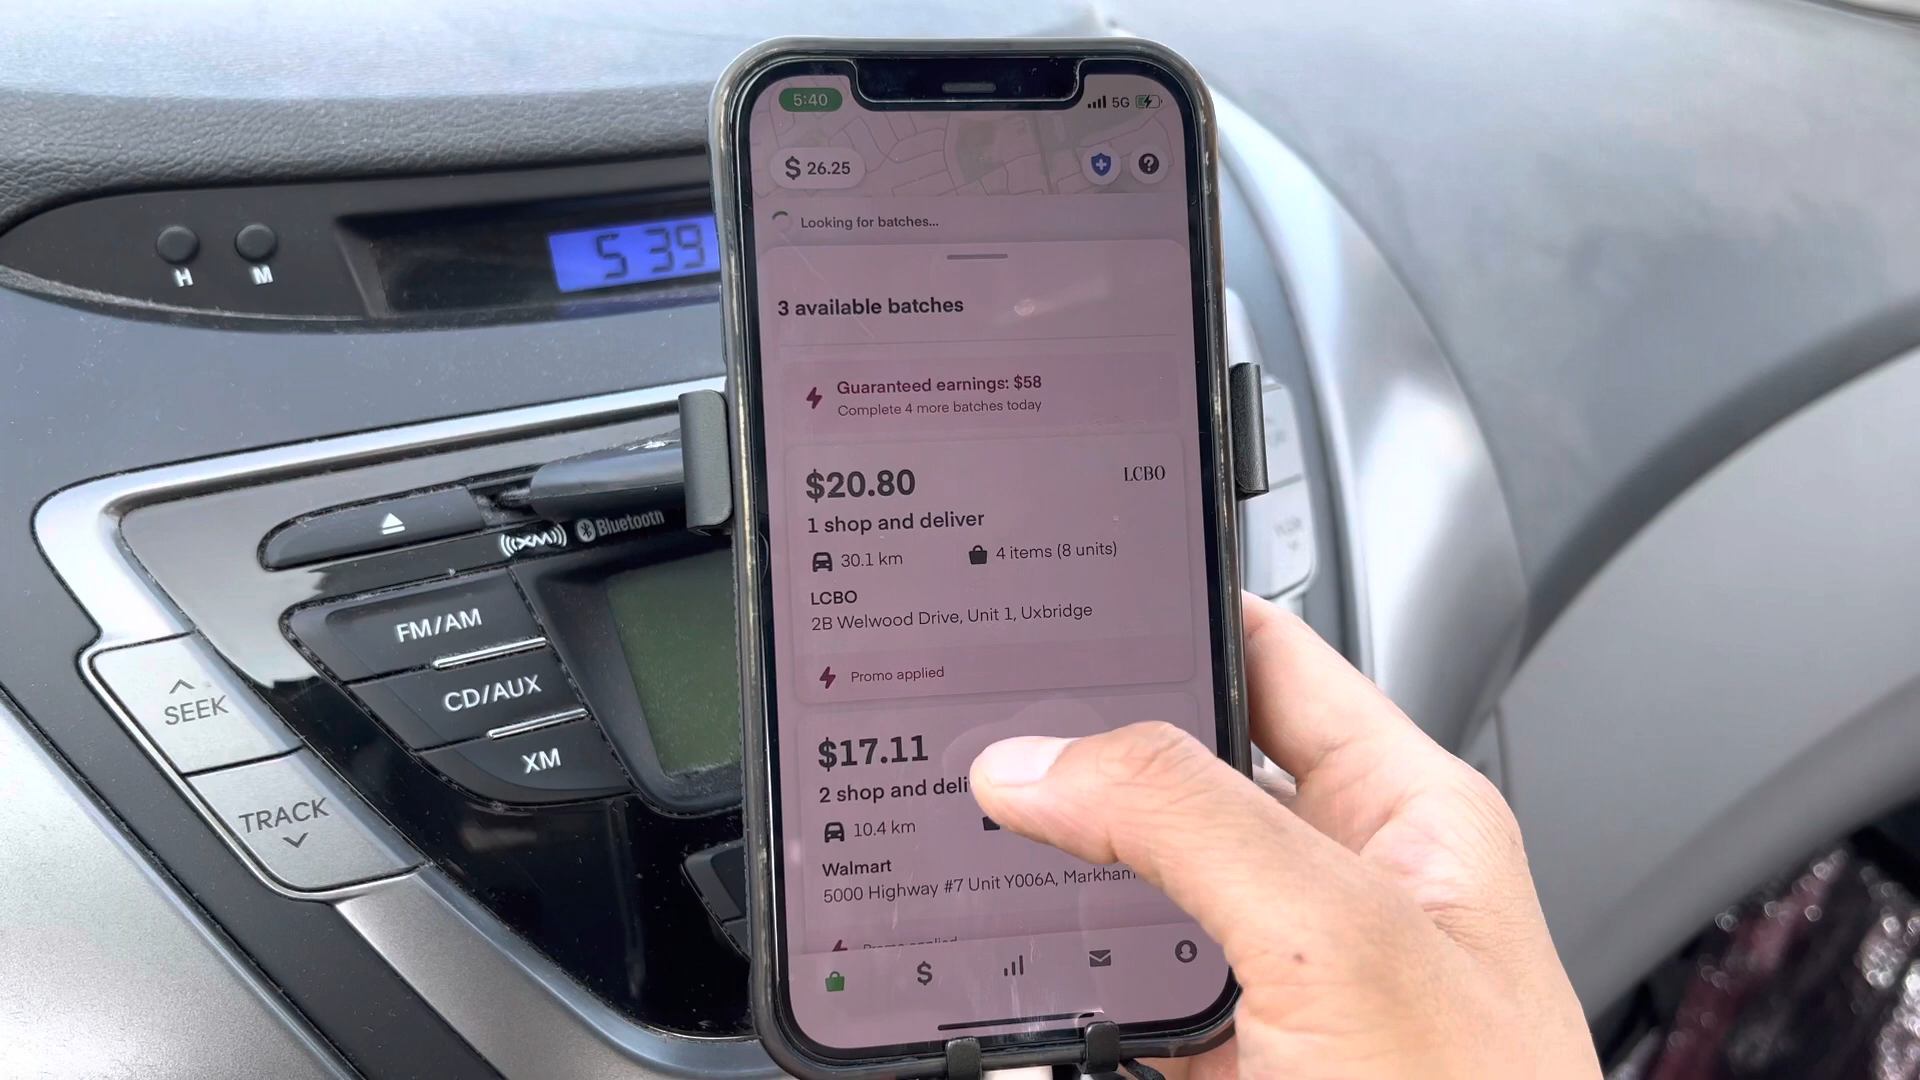 5:40
5G
$ 26.25
Looking for batches...
3 available batches
Guaranteed earnings: $58
Complete 4 more batches today
$20.80
LCBO
1 shop and deliver
30.1 km
4 items (8 units)
LCBO
2B Welwood Drive, Unit 1, Uxbridge
Promo applied
$17.11
2 shop and deli
10.4 km
Walmart
5000 Highway #7 Unit Y006A, Markham
Promo applied
$
5 39
H
M
((XM))
Bluetooth
FM/AM
CD/AUX
XM
SEEK
TRACK